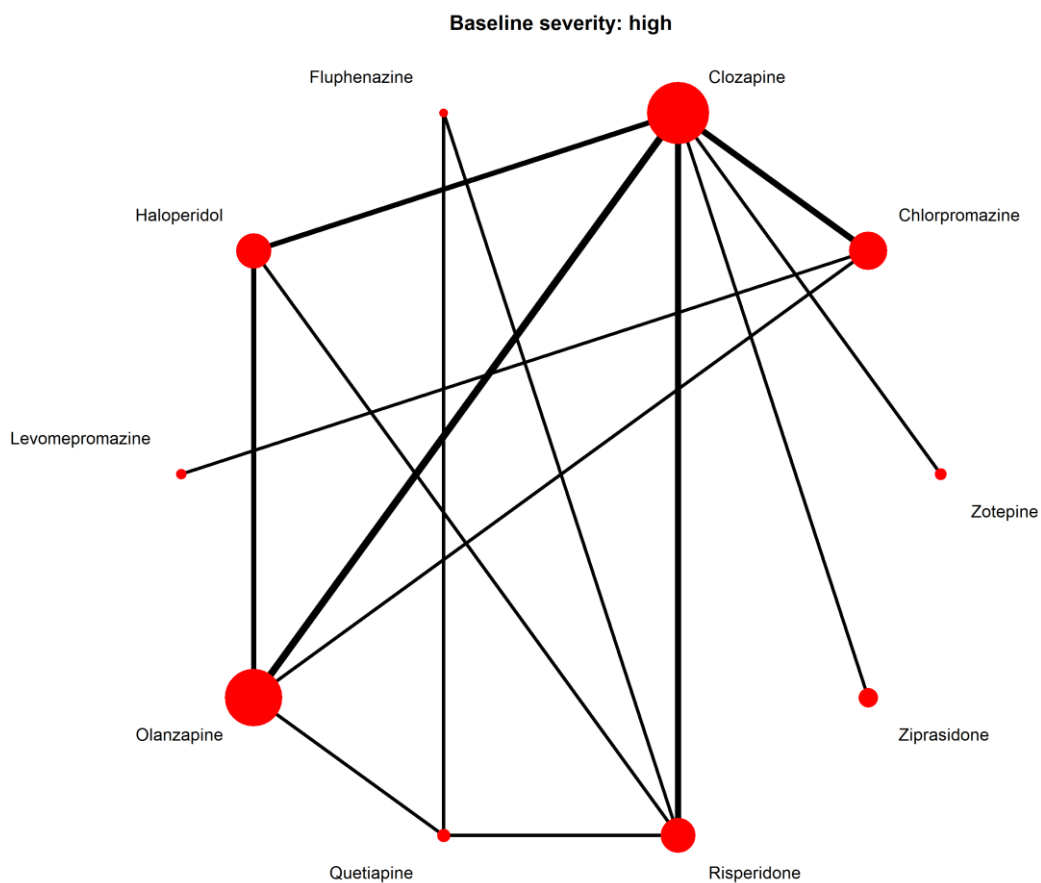 Baseline severity: high
Fluphenazine
Clozapine
Haloperidol
Chlorpromazine
Levomepromazine
Zotepine
Olanzapine
Ziprasidone
Quetiapine
Risperidone